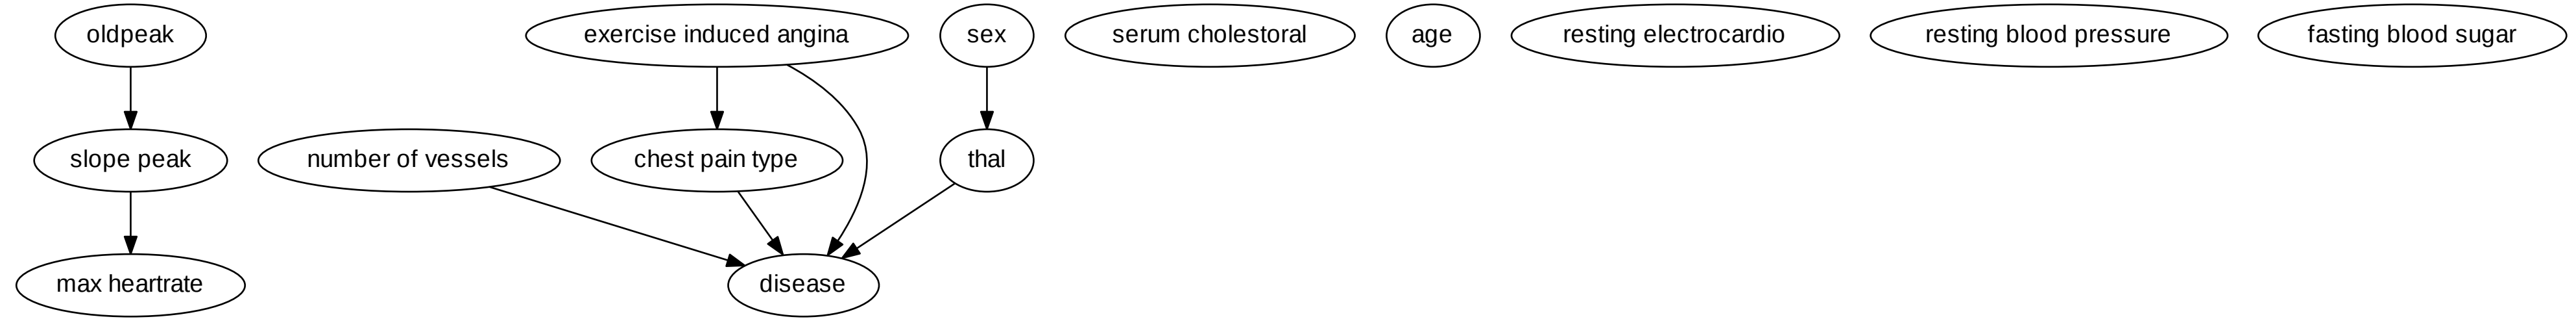 oldpeak
exercise induced angina
sex
serum cholestoral
age
resting electrocardio
resting blood pressure
fasting blood sugar
slope peak
number of vessels
chest pain type
thal
max heartrate
disease